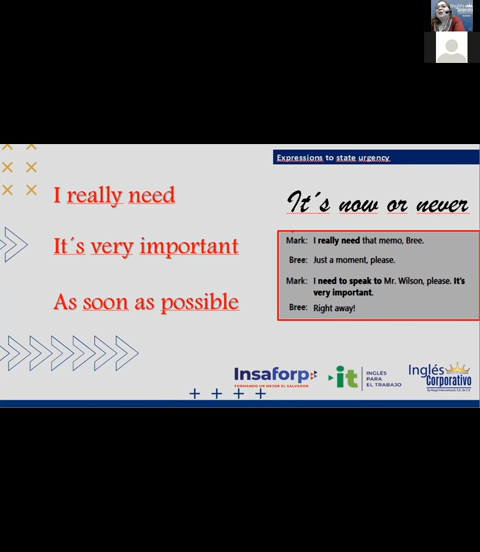 Expressions to state urgency
I really need
It´s very important
As soon as possible
It´s now or never
Mark: I really need that memo, Bree.
Bree: Just a moment, please.
Mark: I need to speak to Mr. Wilson, please. It's
very important.
Bree: Right away!
Insaforp
FORMANDO UN MEJOR EL SALVADOR
it
INGLÉS
PARA
EL TRABAJO
Inglés
Corporativo